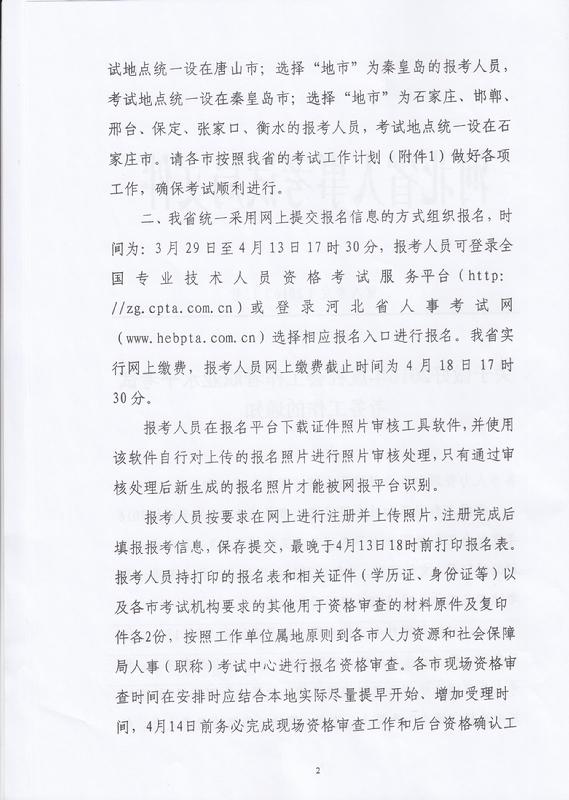 试地点统一设在唐山市；选择“地市”为秦皇岛的报考人员，
考试地点统一设在秦皇岛市；选择“地市”为石家庄、邯郸、
邢台、保定、张家口、衡水的报考人员，考试地点统一设在石
家庄市。请各市按照我省的考试工作计划（附件1）做好各项
工作，确保考试顺利进行。
二、我省统一采用网上提交报名信息的方式组织报名，时
间为：3月29日至4月13日17时30分，报考人员可登录全
国专业技术人员资格考试服务平台(http:
//zg.cpta.com.cn)或登录河北省人事考试网
(www.hebpta.com.cn)选择相应报名入口进行报名。我省实
行网上缴费，报考人员网上缴费截止时间为4月18日17时
30分。
报考人员在报名平台下载证件照片审核工具软件，并使用
该软件自行对上传的报名照片进行照片审核处理，只有通过审
核处理后新生成的报名照片才能被网报平台识别。
报考人员按要求在网上进行注册并上传照片，注册完成后
填报报考信息，保存提交，最晚于4月13日18时前打印报名表。
报考人员持打印的报名表和相关证件（学历证、身份证等）以
及各市考试机构要求的其他用于资格审查的材料原件及复印
件各2份，按照工作单位属地原则到各市人力资源和社会保障
局人事（职称）考试中心进行报名资格审查。各市现场资格审
查时间在安排时应结合本地实际尽量提早开始、增加受理时
间，4月14日前务必完成现场资格审查工作和后台资格确认工
2